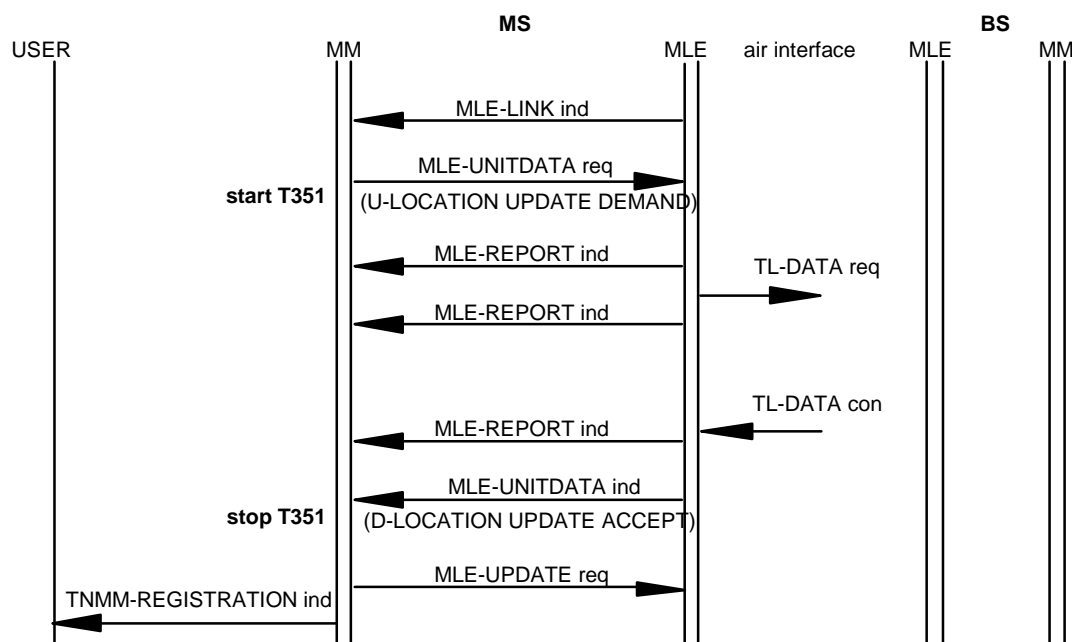 MS
BS
USER
MM
MLE
air interface
MLE
MM
MLE-LINK ind
MLE-UNITDATA req
start T351
(U-LOCATION UPDATE DEMAND)
MLE-REPORT ind
TL-DATA req
MLE-REPORT ind
TL-DATA con
MLE-REPORT ind
MLE-UNITDATA ind
stop T351
(D-LOCATION UPDATE ACCEPT)
MLE-UPDATE req
TNMM-REGISTRATION ind